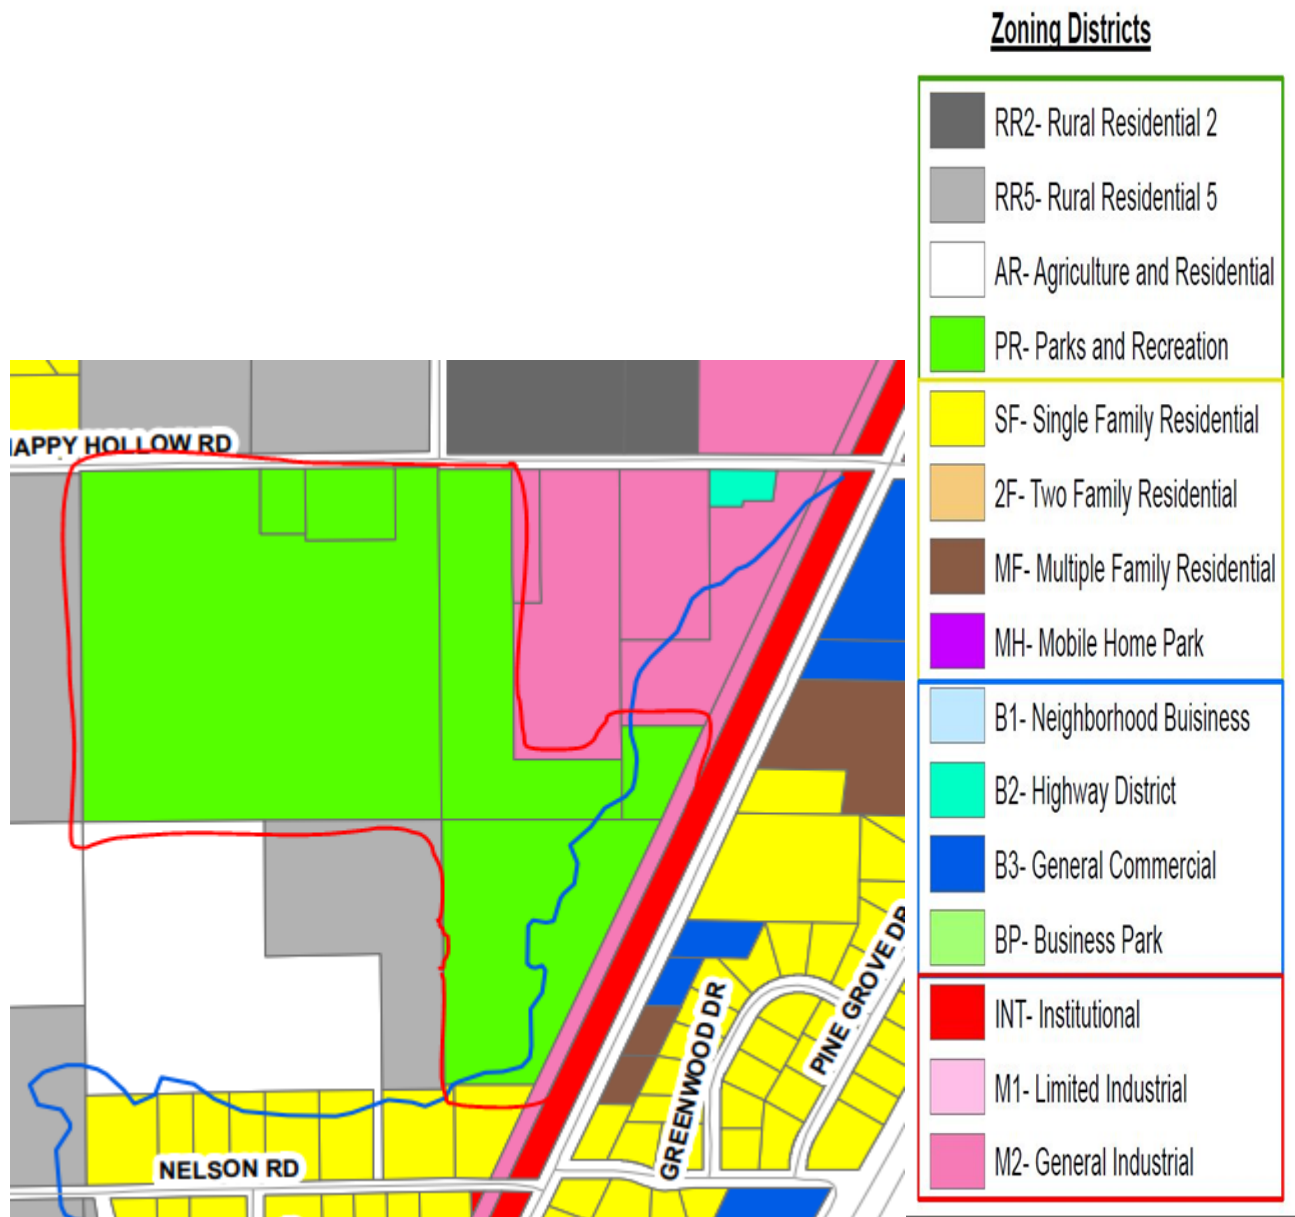 Zoning Districts
RR2- Rural Residential 2
RR5- Rural Residential 5
AR- Agriculture and Residential
PR- Parks and Recreation
SF- Single Family Residential
2F- Two Family Residential
MF- Multiple Family Residential
MH- Mobile Home Park
B1- Neighborhood Buisiness
B2- Highway District
B3- General Commercial
BP- Business Park
INT- Institutional
M1- Limited Industrial
M2- General Industrial
HAPPY HOLLOW RD
GREENWOOD DR
PINE GROVE DR
NELSON RD